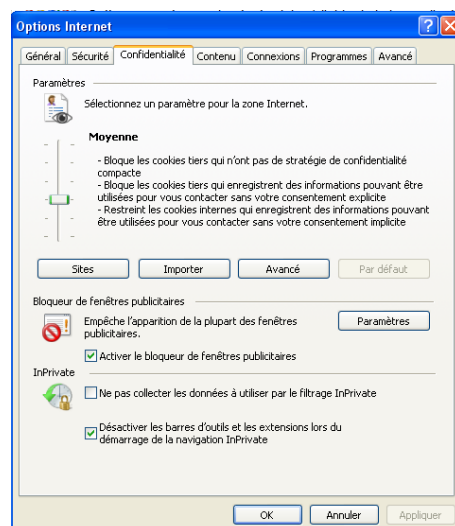 Options Internet
Général Sécurité Confidentialité Contenu Connexions Programmes Avancé
Paramètres
Sélectionnez un paramètre pour la zone Internet.
Moyenne
- Bloque les cookies tiers qui n'ont pas de stratégie de confidentialité
compacte
- Bloque les cookies tiers qui enregistrent des informations pouvant être
utilisées pour vous contacter sans votre consentement explicite
- Restreint les cookies internes qui enregistrent des informations pouvant
être utilisées pour vous contacter sans votre consentement implicite
Sites Importer Avancé Par défaut
Bloqueur de fenêtres publicitaires
Empêche l'apparition de la plupart des fenêtres
publicitaires.
Paramètres
Activer le bloqueur de fenêtres publicitaires
InPrivate
Ne pas collecter les données à utiliser par le filtrage InPrivate
Désactiver les barres d'outils et les extensions lors du
démarrage de la navigation InPrivate
OK Annuler Appliquer